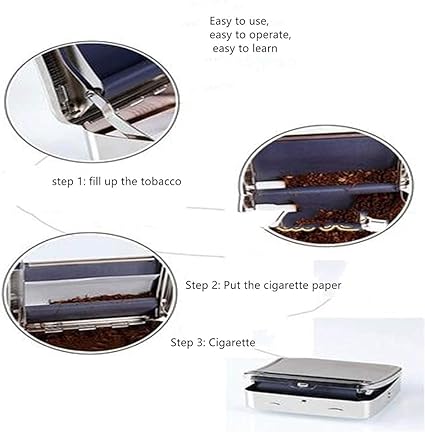 Easy to use,
easy to operate,
easy to learn
step 1: fill up the tobacco
Step 2: Put the cigarette paper
Step 3: Cigarette